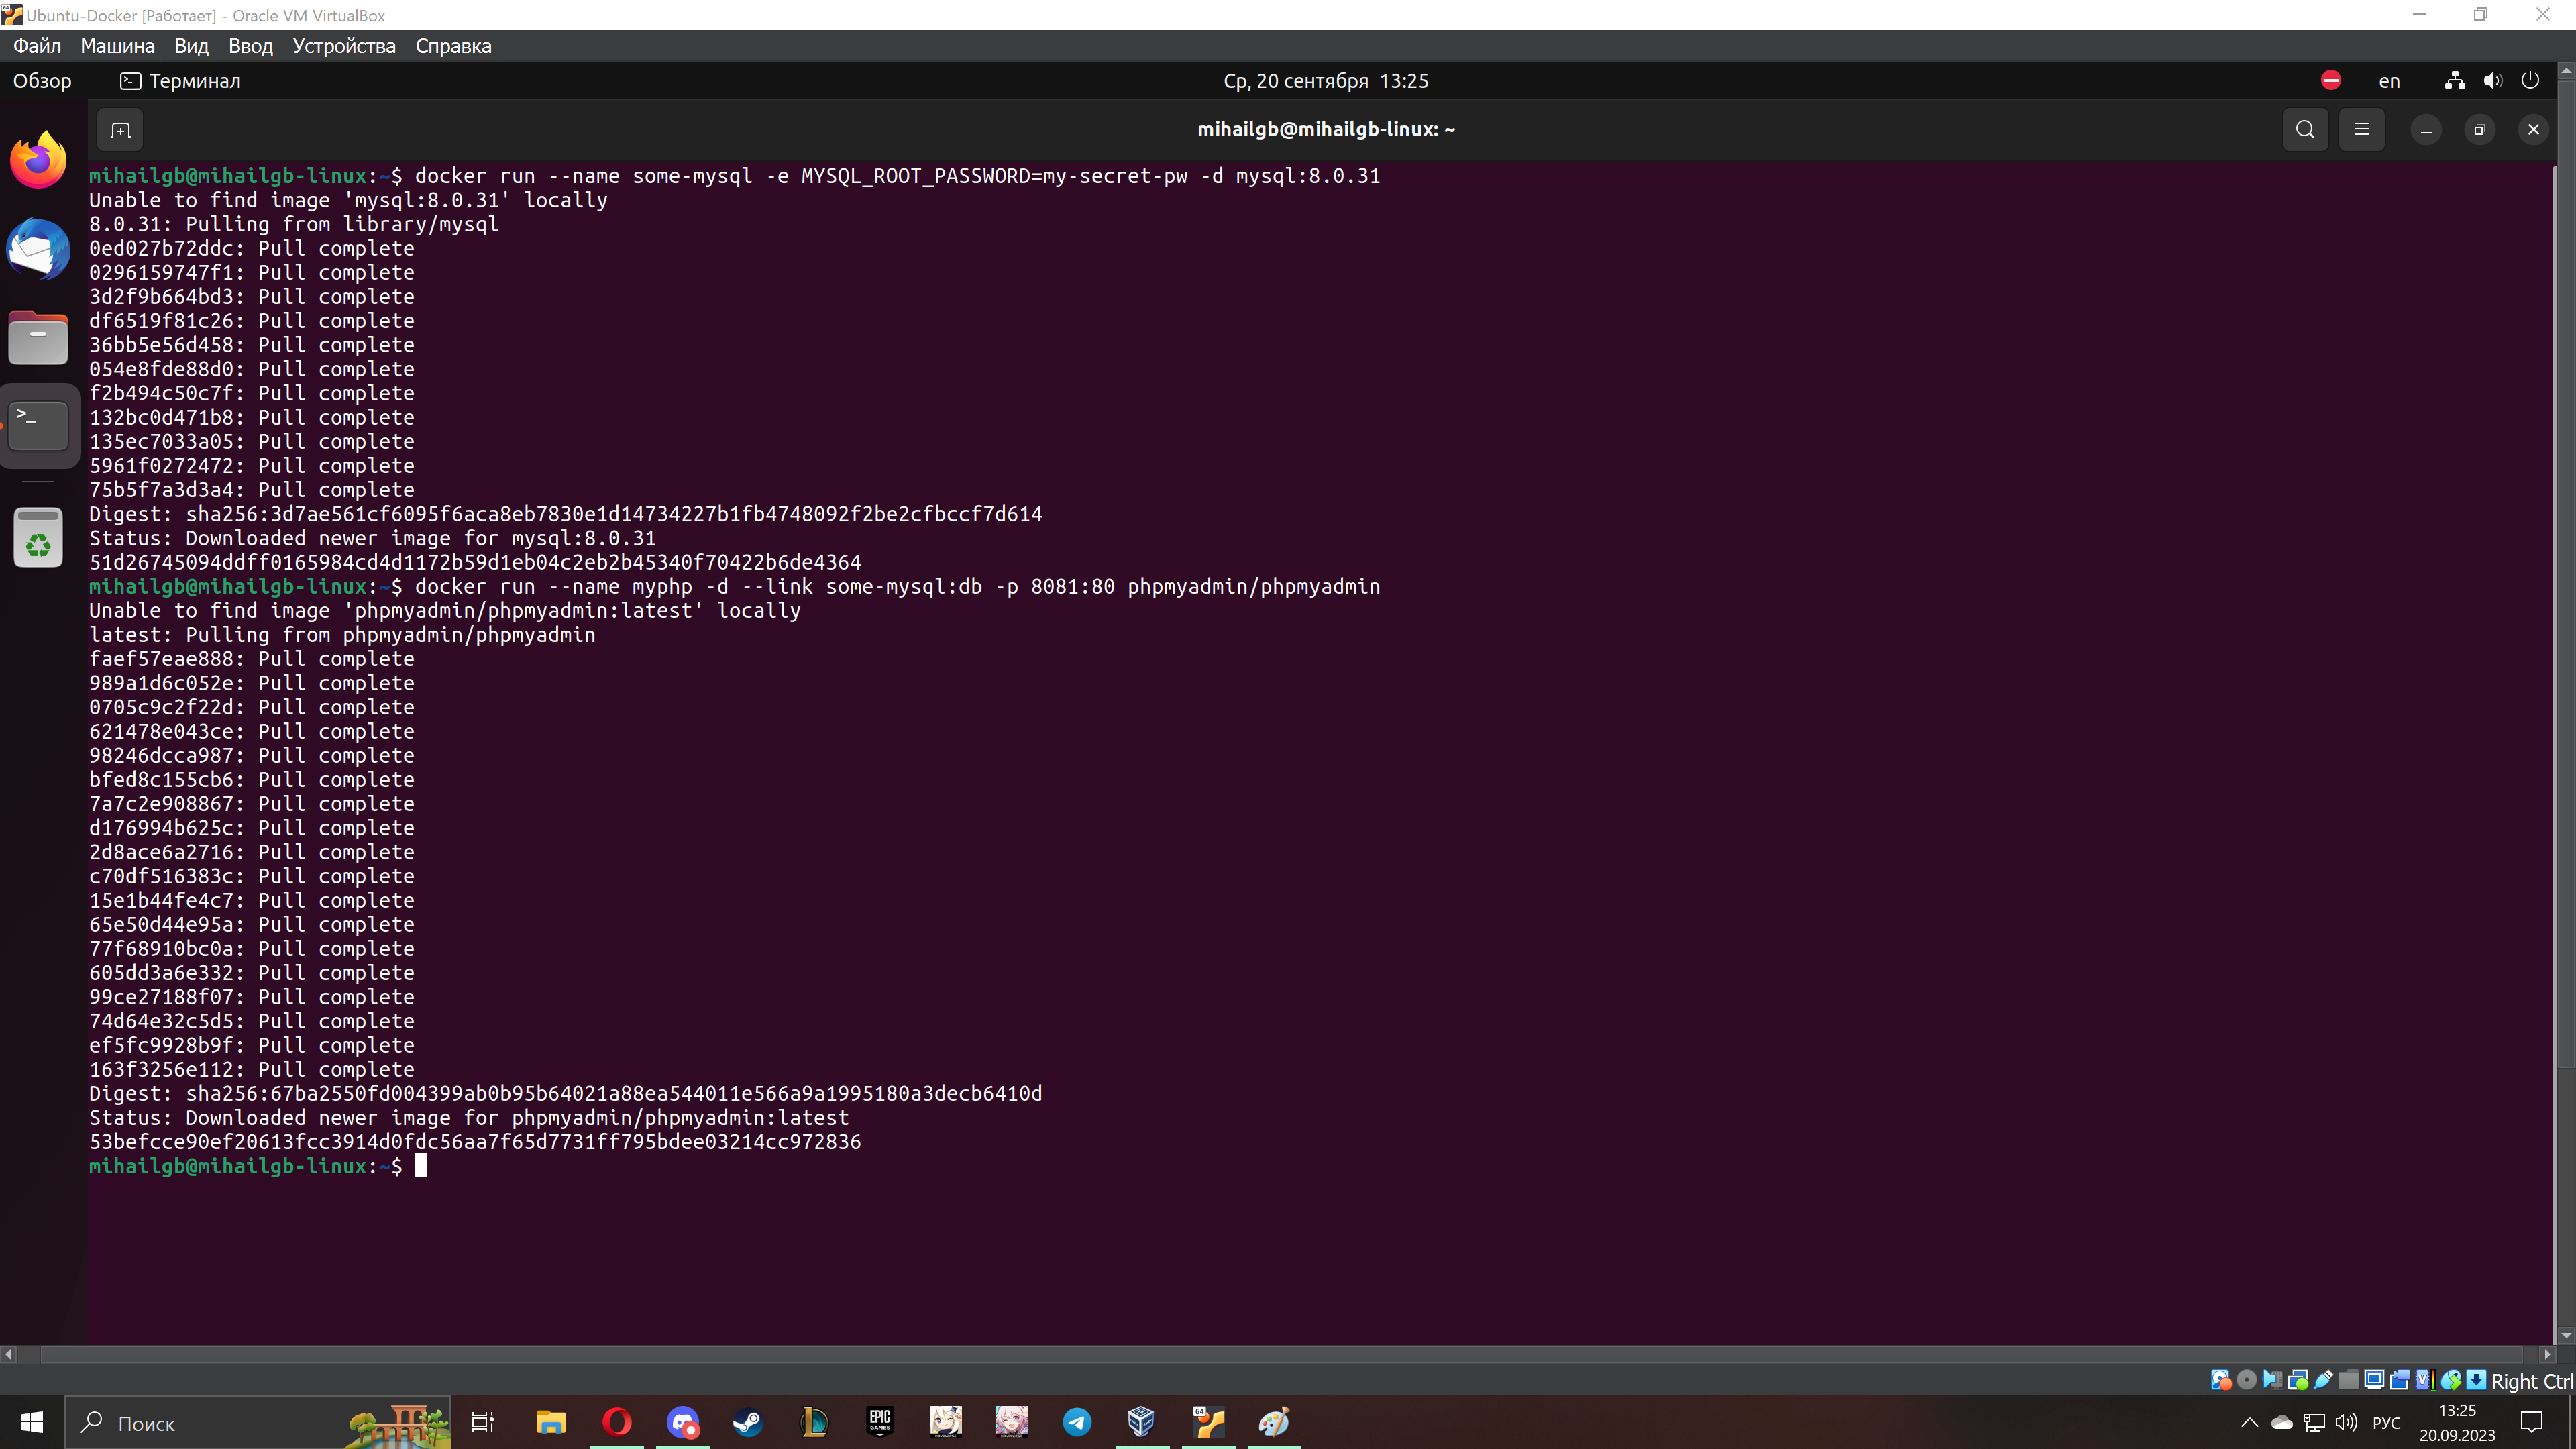 Ubuntu-Docker [Работает] - Oracle VM VirtualBox
Файл Машина Вид Ввод Устройства Справка
Обзор Терминал Ср, 20 сентября 13:25 en
mihailgb@mihailgb-linux: ~
mihailgb@mihailgb-linux:~$ docker run --name some-mysql -e MYSQL_ROOT_PASSWORD=my-secret-pw -d mysql:8.0.31
Unable to find image 'mysql:8.0.31' locally
8.0.31: Pulling from library/mysql
0ed027b72ddc: Pull complete
0296159747f1: Pull complete
3d2f9b664bd3: Pull complete
df6519f81c26: Pull complete
36bb5e56d458: Pull complete
054e8fde88d0: Pull complete
f2b494c50c7f: Pull complete
132bc0d471b8: Pull complete
135ec7033a05: Pull complete
5961f0272472: Pull complete
75b5f7a3d3a4: Pull complete
Digest: sha256:3d7ae561cf6095f6aca8eb7830e1d14734227b1fb4748092f2be2cfbccf7d614
Status: Downloaded newer image for mysql:8.0.31
51d26745094ddff0165984cd4d1172b59d1eb04c2eb2b45340f70422b6de4364
mihailgb@mihailgb-linux:~$ docker run --name myphp -d --link some-mysql:db -p 8081:80 phpmyadmin/phpmyadmin
Unable to find image 'phpmyadmin/phpmyadmin:latest' locally
latest: Pulling from phpmyadmin/phpmyadmin
faef57eae888: Pull complete
989a1d6c052e: Pull complete
0705c9c2f22d: Pull complete
621478e043ce: Pull complete
98246dcca987: Pull complete
bfed8c155cb6: Pull complete
7a7c2e908867: Pull complete
d176994b625c: Pull complete
2d8ace6a2716: Pull complete
c70df516383c: Pull complete
15e1b44fe4c7: Pull complete
65e50d44e95a: Pull complete
77f68910bc0a: Pull complete
605dd3a6e332: Pull complete
99ce27188f07: Pull complete
74d64e32c5d5: Pull complete
ef5fc9928b9f: Pull complete
163f3256e112: Pull complete
Digest: sha256:67ba2550fd004399ab0b95b64021a88ea544011e566a9a1995180a3decb6410d
Status: Downloaded newer image for phpmyadmin/phpmyadmin:latest
53befcce90ef20613fcc3914d0fdc56aa7f65d7731ff795bdee03214cc972836
mihailgb@mihailgb-linux:~$
Right Ctrl
Поиск EPIC GAMES 64 РУС 13:25
20.09.2023